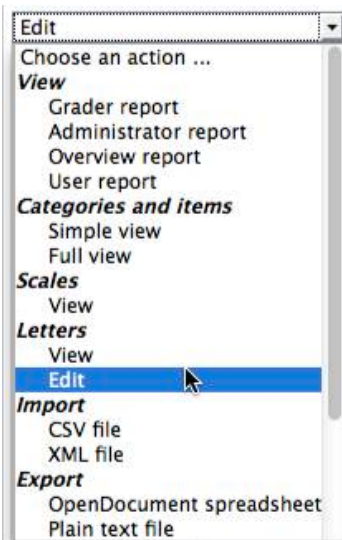 Edit
Choose an action ...
View
Grader report
Administrator report
Overview report
User report
Categories and items
Simple view
Full view
Scales
View
Letters
View
Edit
Import
CSV file
XML file
Export
OpenDocument spreadsheet
Plain text file